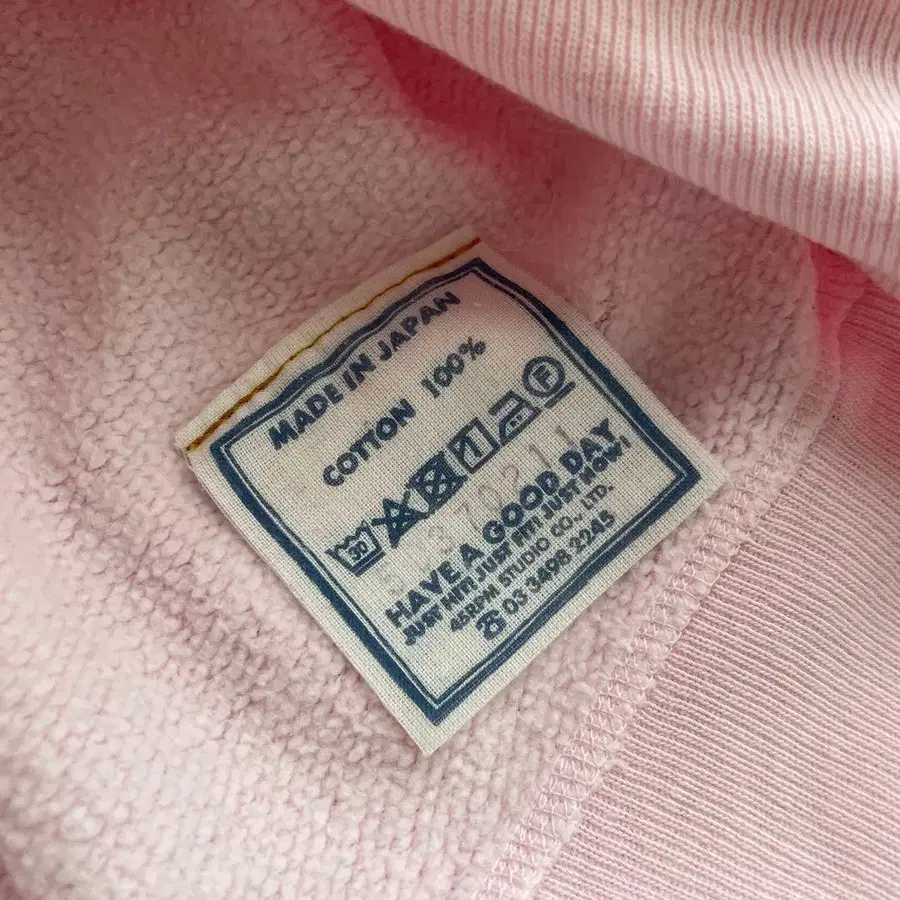 MADE IN JAPAN
COTTON 100%
30
F
HAVE A GOOD DAY
JUST HIT! JUST FIT! JUST NOW!
45RPM STUDIO CO., LTD.
☎ 03 3498 2245